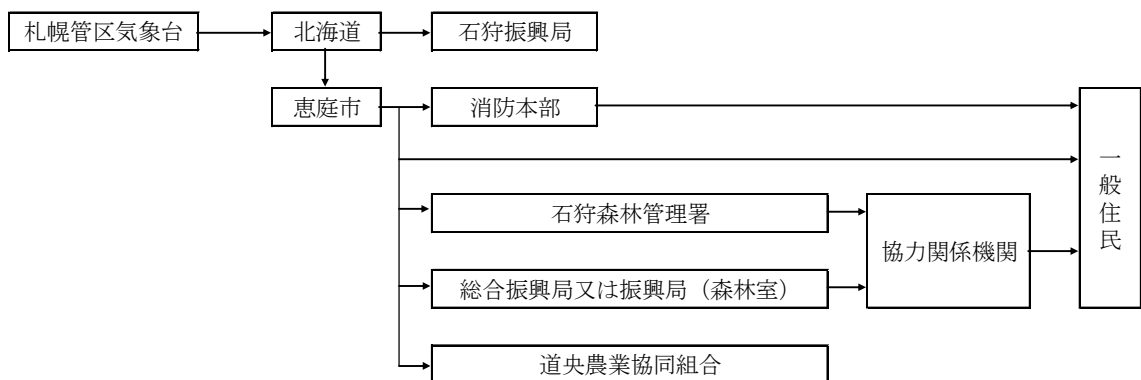 札幌管区気象台
北海道
石狩振興局
恵庭市
消防本部
一般住民
石狩森林管理署
協力関係機関
総合振興局又は振興局（森林室）
道央農業協同組合